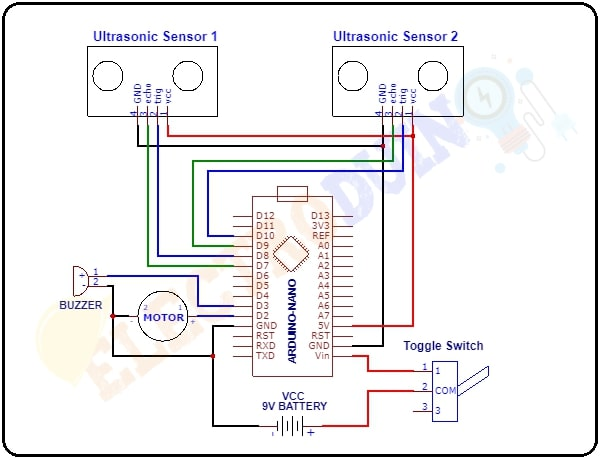 Ultrasonic Sensor 1
Ultrasonic Sensor 2
GND
echo
trig
vcc
4 3 2 1
GND
echo
trig
vcc
4 3 2 1
ELECTRODUINO
D12 D13
D11 3V3
D10 REF
D9 A0
D8 A1
D7 A2
D6 A3
D5 A4
D4 A5
D3 A6
D2 A7
GND 5V
RST RST
RXD GND
TXD Vin
ARDUINO-NANO
+ 1
- 2
BUZZER
2 1
- MOTOR +
Toggle Switch
1 1
2 COM
3 3
VCC
9V BATTERY
- +